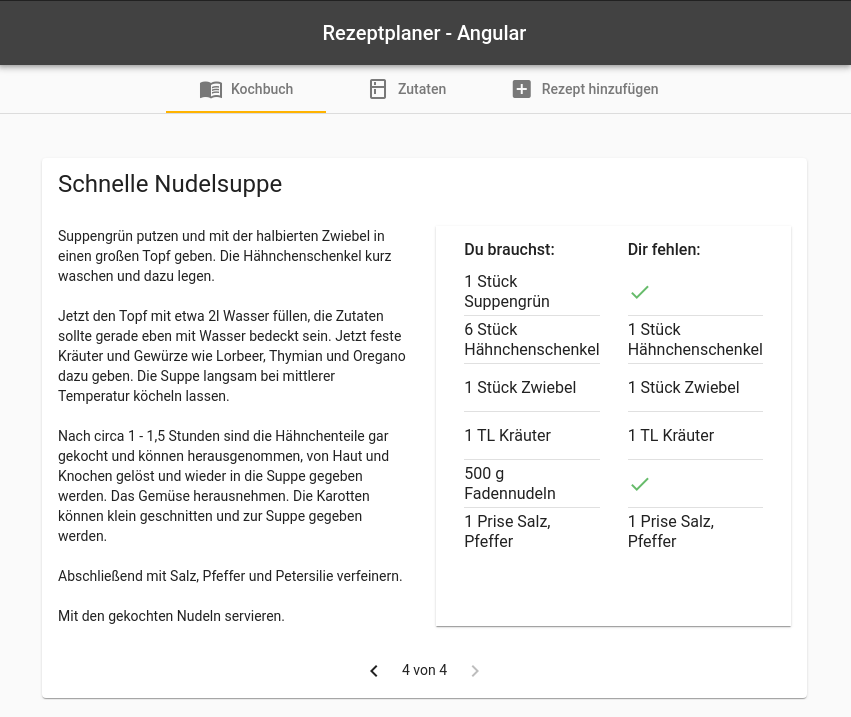 Rezeptplaner - Angular
Kochbuch
Zutaten
Rezept hinzufügen
Schnelle Nudelsuppe
Suppengrün putzen und mit der halbierten Zwiebel in
einen großen Topf geben. Die Hähnchenschenkel kurz
waschen und dazu legen.
Jetzt den Topf mit etwa 2l Wasser füllen, die Zutaten
sollte gerade eben mit Wasser bedeckt sein. Jetzt feste
Kräuter und Gewürze wie Lorbeer, Thymian und Oregano
dazu geben. Die Suppe langsam bei mittlerer
Temperatur köcheln lassen.
Nach circa 1 - 1,5 Stunden sind die Hähnchenteile gar
gekocht und können herausgenommen, von Haut und
Knochen gelöst und wieder in die Suppe gegeben
werden. Das Gemüse herausnehmen. Die Karotten
können klein geschnitten und zur Suppe gegeben
werden.
Abschließend mit Salz, Pfeffer und Petersilie verfeinern.
Mit den gekochten Nudeln servieren.
Du brauchst:
Dir fehlen:
1 Stück
Suppengrün
6 Stück
Hähnchenschenkel
1 Stück
Hähnchenschenkel
1 Stück Zwiebel
1 Stück Zwiebel
1 TL Kräuter
1 TL Kräuter
500 g
Fadennudeln
1 Prise Salz,
Pfeffer
1 Prise Salz,
Pfeffer
4 von 4